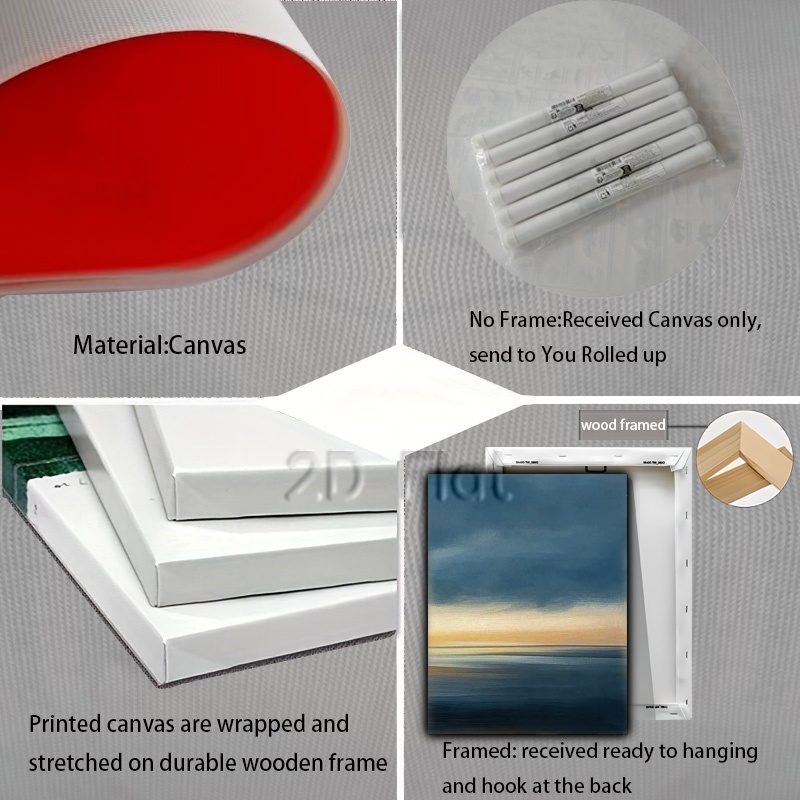 Material:Canvas
No Frame:Received Canvas only,
send to You Rolled up
2D Flat
wood framed
Printed canvas are wrapped and
stretched on durable wooden frame
Framed: received ready to hanging
and hook at the back